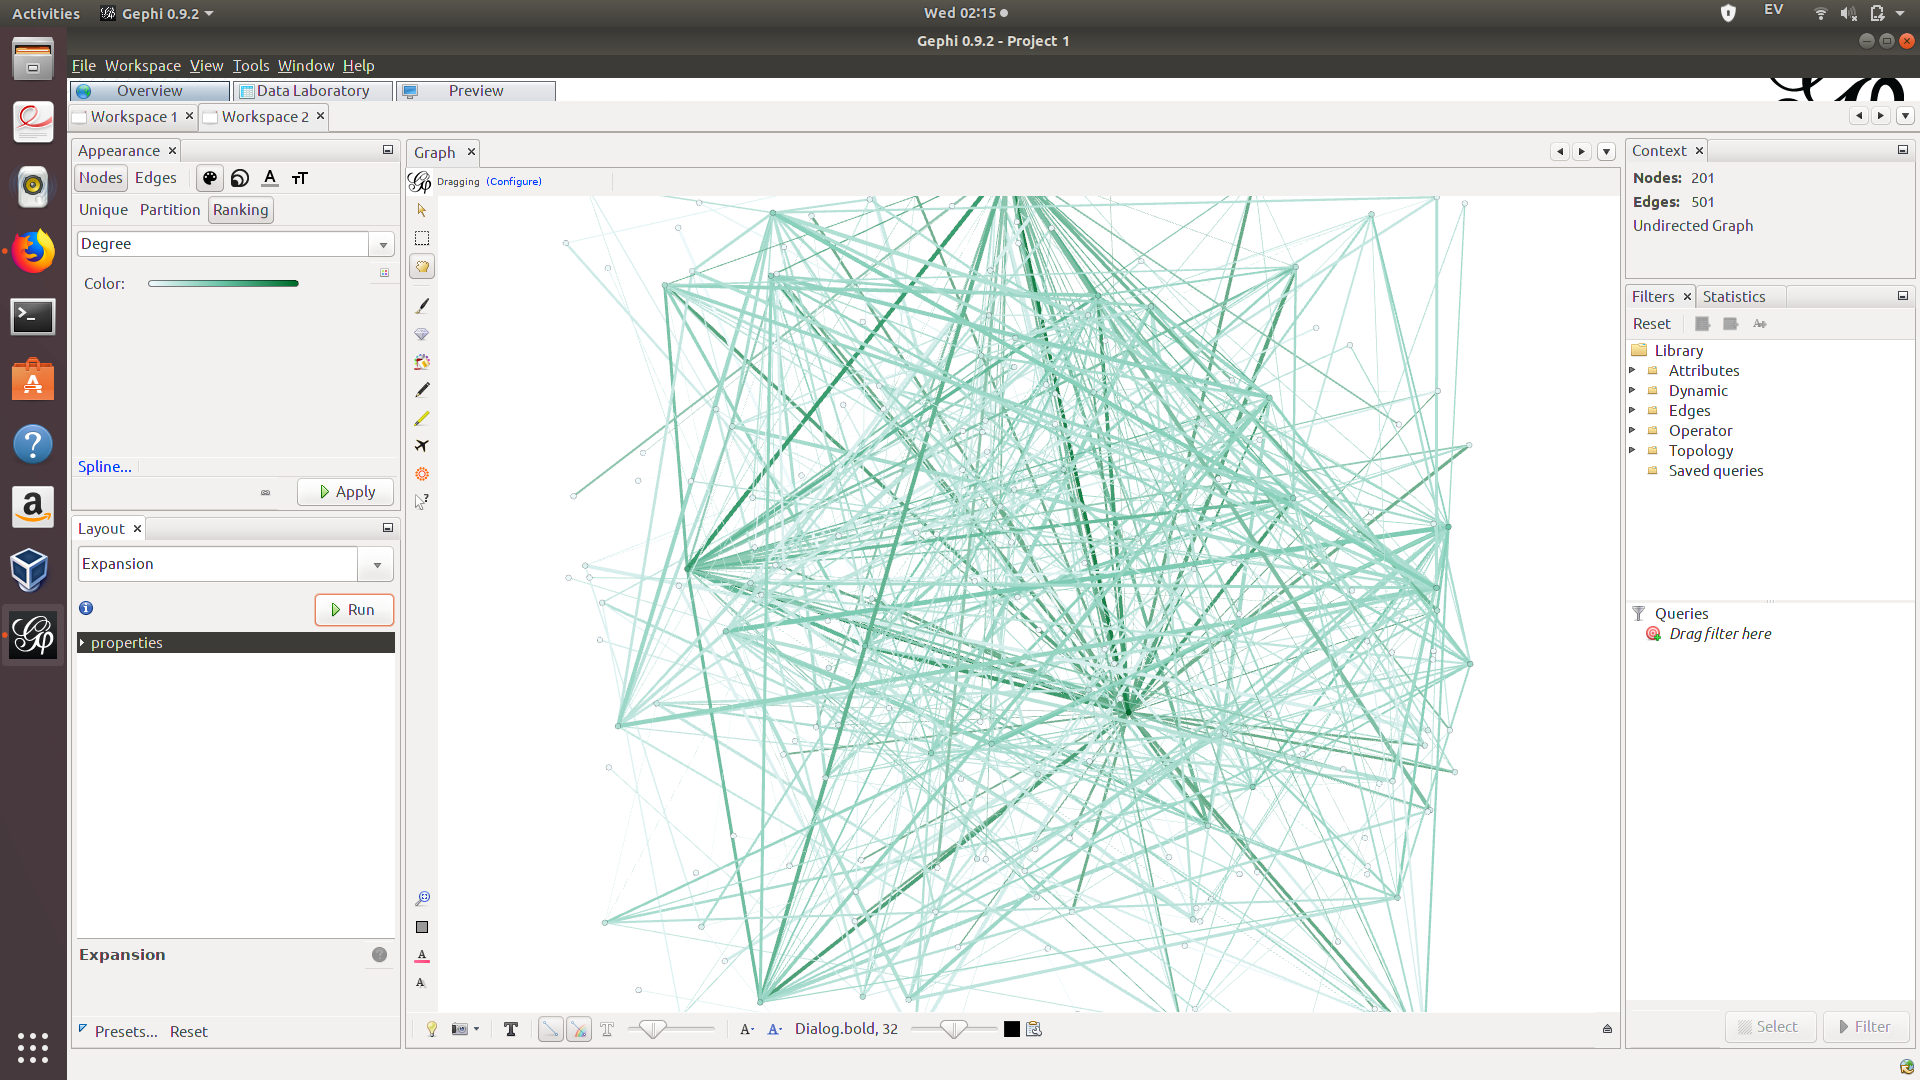 Activities Gephi 0.9.2 Wed 02:15 EV
Gephi 0.9.2 - Project 1
File Workspace View Tools Window Help
Overview Data Laboratory Preview
Workspace 1 Workspace 2
Appearance
Nodes Edges
Unique Partition Ranking
Degree
Color:
Spline...
Apply
Layout
Expansion
Run
properties
Expansion
Presets... Reset
Graph
Dragging (Configure)
Dialog.bold, 32
Context
Nodes: 201
Edges: 501
Undirected Graph
Filters Statistics
Reset
Library
Attributes
Dynamic
Edges
Operator
Topology
Saved queries
Queries
Drag filter here
Select Filter